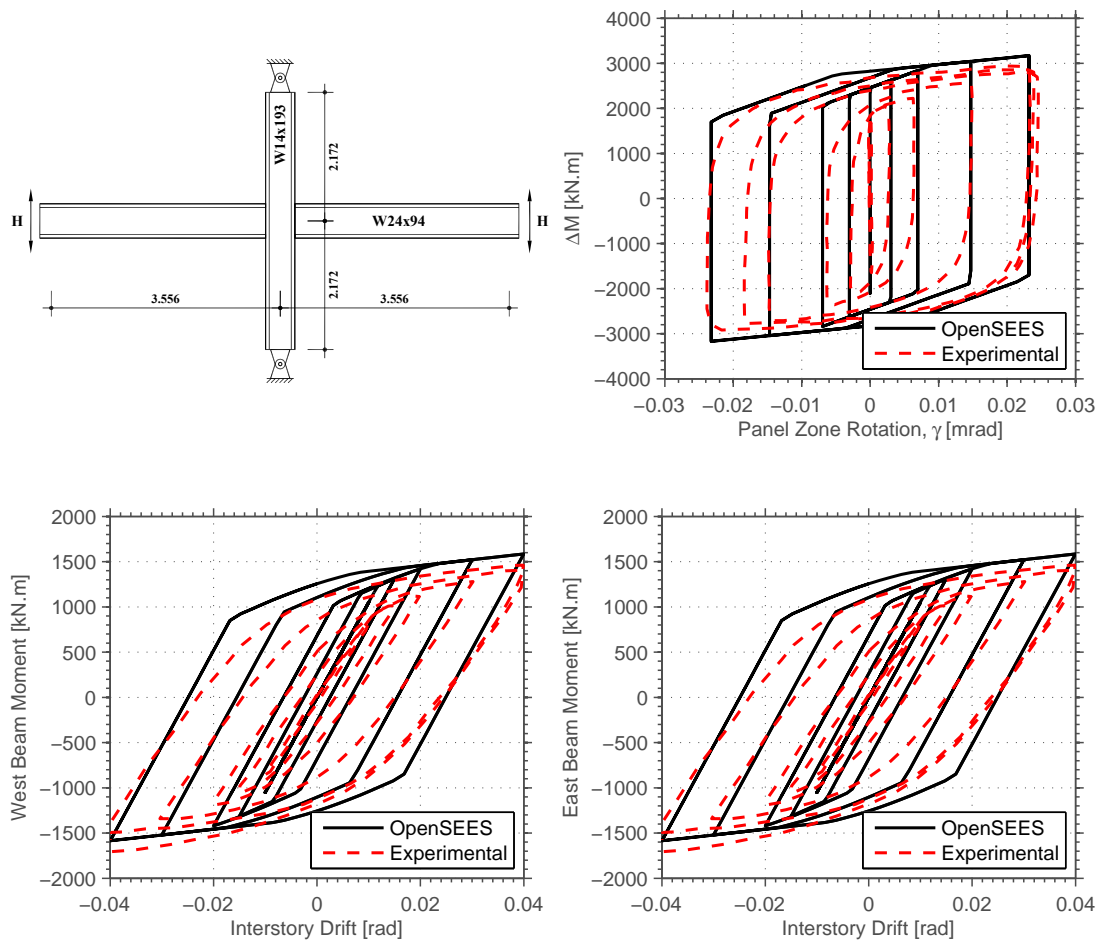 W14x193
2.172
H
W24x94
H
2.172
3.556
3.556
4000
3000
2000
1000
0
−1000
−2000
−3000
−4000
ΔM [kN.m]
OpenSEES
Experimental
−0.03 −0.02 −0.01 0 0.01 0.02 0.03
Panel Zone Rotation, γ [mrad]
2000
1500
1000
500
0
−500
−1000
−1500
−2000
West Beam Moment [kN.m]
OpenSEES
Experimental
−0.04 −0.02 0 0.02 0.04
Interstory Drift [rad]
2000
1500
1000
500
0
−500
−1000
−1500
−2000
East Beam Moment [kN.m]
OpenSEES
Experimental
−0.04 −0.02 0 0.02 0.04
Interstory Drift [rad]